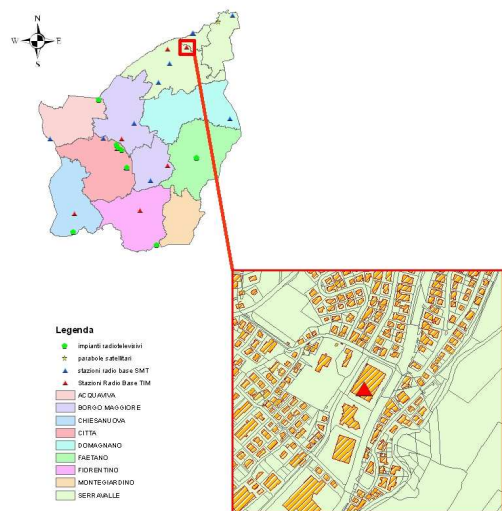 N
W E
S
Legenda
impianti radiotelevisivi
parabole satellitari
stazioni radio base SMT
Stazioni Radio Base TIM
ACQUAVIVA
BORGO MAGGIORE
CHIESANUOVA
CITTA
DOMAGNANO
FAETANO
FIORENTINO
MONTEGIARDINO
SERRAVALLE